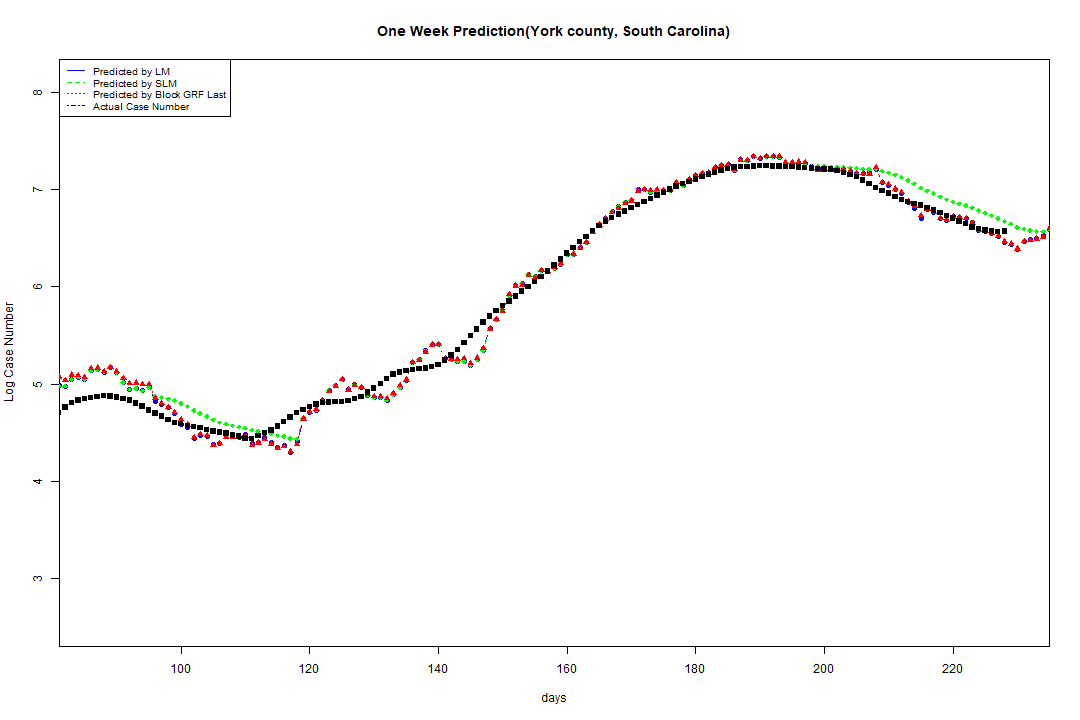 One Week Prediction(York county, South Carolina)
Predicted by LM
Predicted by SLM
Predicted by Block GRF Last
Actual Case Number
Log Case Number
8
7
6
5
4
3
100 120 140 160 180 200 220
days